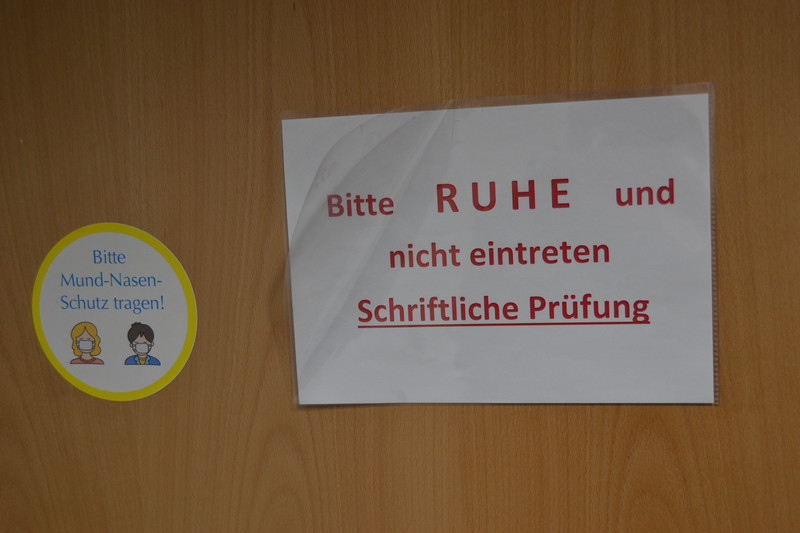 Bitte
Mund-Nasen-
Schutz tragen!
Bitte RUHE und
nicht eintreten
Schriftliche Prüfung